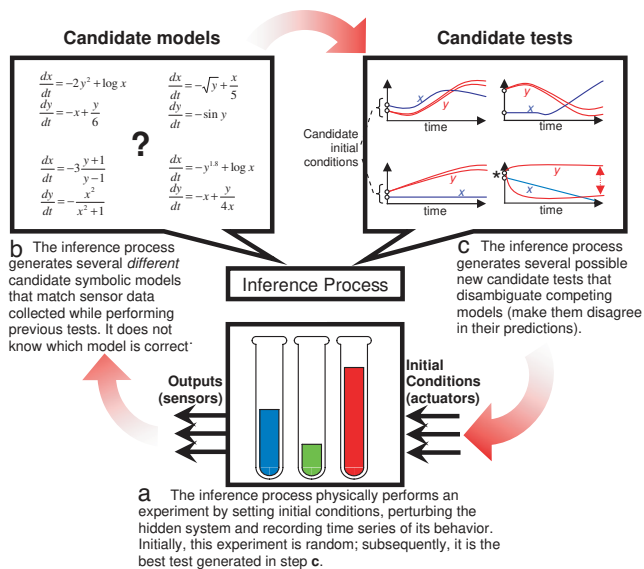 Candidate models
Candidate tests
dx/dt = -2y² + log x
dy/dt = -x + y/6
dx/dt = -√y + x/5
dy/dt = -sin y
?
dx/dt = -3 y+1/y-1
dy/dt = - x²/x²+1
dx/dt = -y^1.8 + log x
dy/dt = -x + y/4x
x
y
time
x
y
time
Candidate
initial
conditions
y
x
time
*
y
x
time
b The inference process
generates several different
candidate symbolic models
that match sensor data
collected while performing
previous tests. It does not
know which model is correct.
Inference Process
c The inference process
generates several possible
new candidate tests that
disambiguate competing
models (make them disagree
in their predictions).
Outputs
(sensors)
Initial
Conditions
(actuators)
a The inference process physically performs an
experiment by setting initial conditions, perturbing the
hidden system and recording time series of its behavior.
Initially, this experiment is random; subsequently, it is the
best test generated in step c.